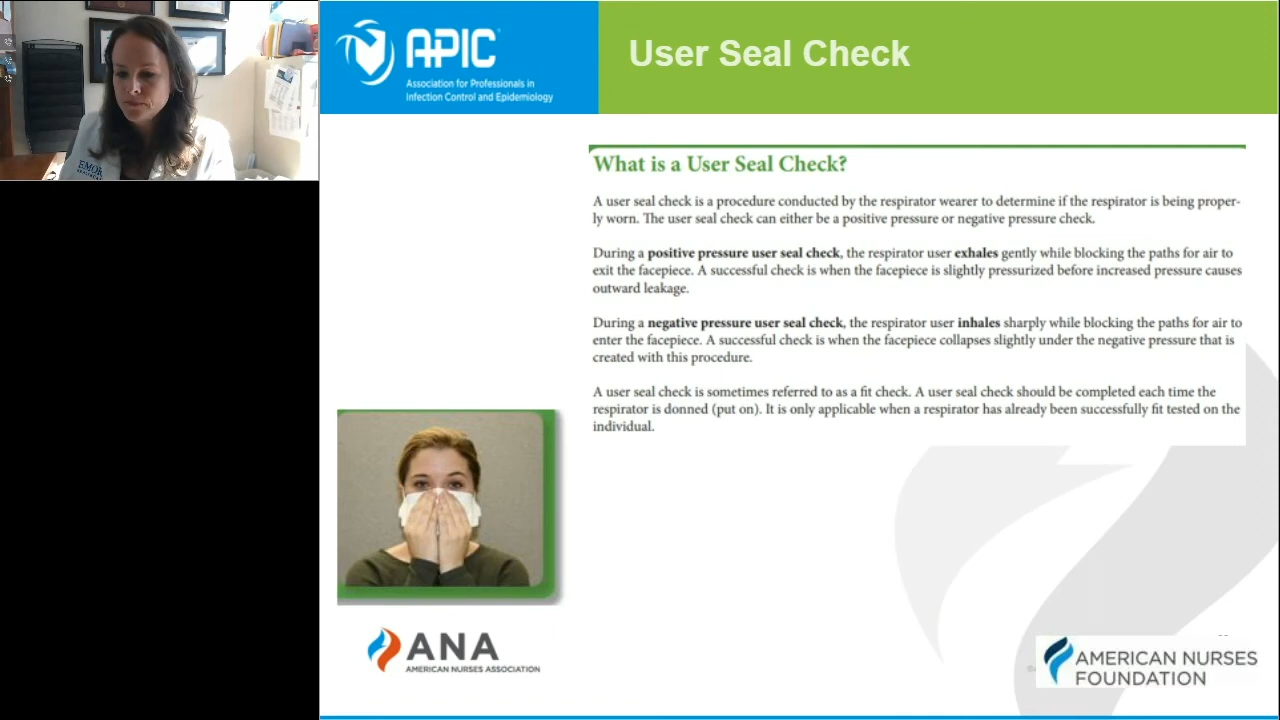 EMOR
APIC
Association for Professionals in
Infection Control and Epidemiology
User Seal Check
What is a User Seal Check?
A user seal check is a procedure conducted by the respirator wearer to determine if the respirator is being proper-
ly worn. The user seal check can either be a positive pressure or negative pressure check.
During a positive pressure user seal check, the respirator user exhales gently while blocking the paths for air to
exit the facepiece. A successful check is when the facepiece is slightly pressurized before increased pressure causes
outward leakage.
During a negative pressure user seal check, the respirator user inhales sharply while blocking the paths for air to
enter the facepiece. A successful check is when the facepiece collapses slightly under the negative pressure that is
created with this procedure.
A user seal check is sometimes referred to as a fit check. A user seal check should be completed each time the
respirator is donned (put on). It is only applicable when a respirator has already been successfully fit tested on the
individual.
ANA
AMERICAN NURSES ASSOCIATION
AMERICAN NURSES
FOUNDATION